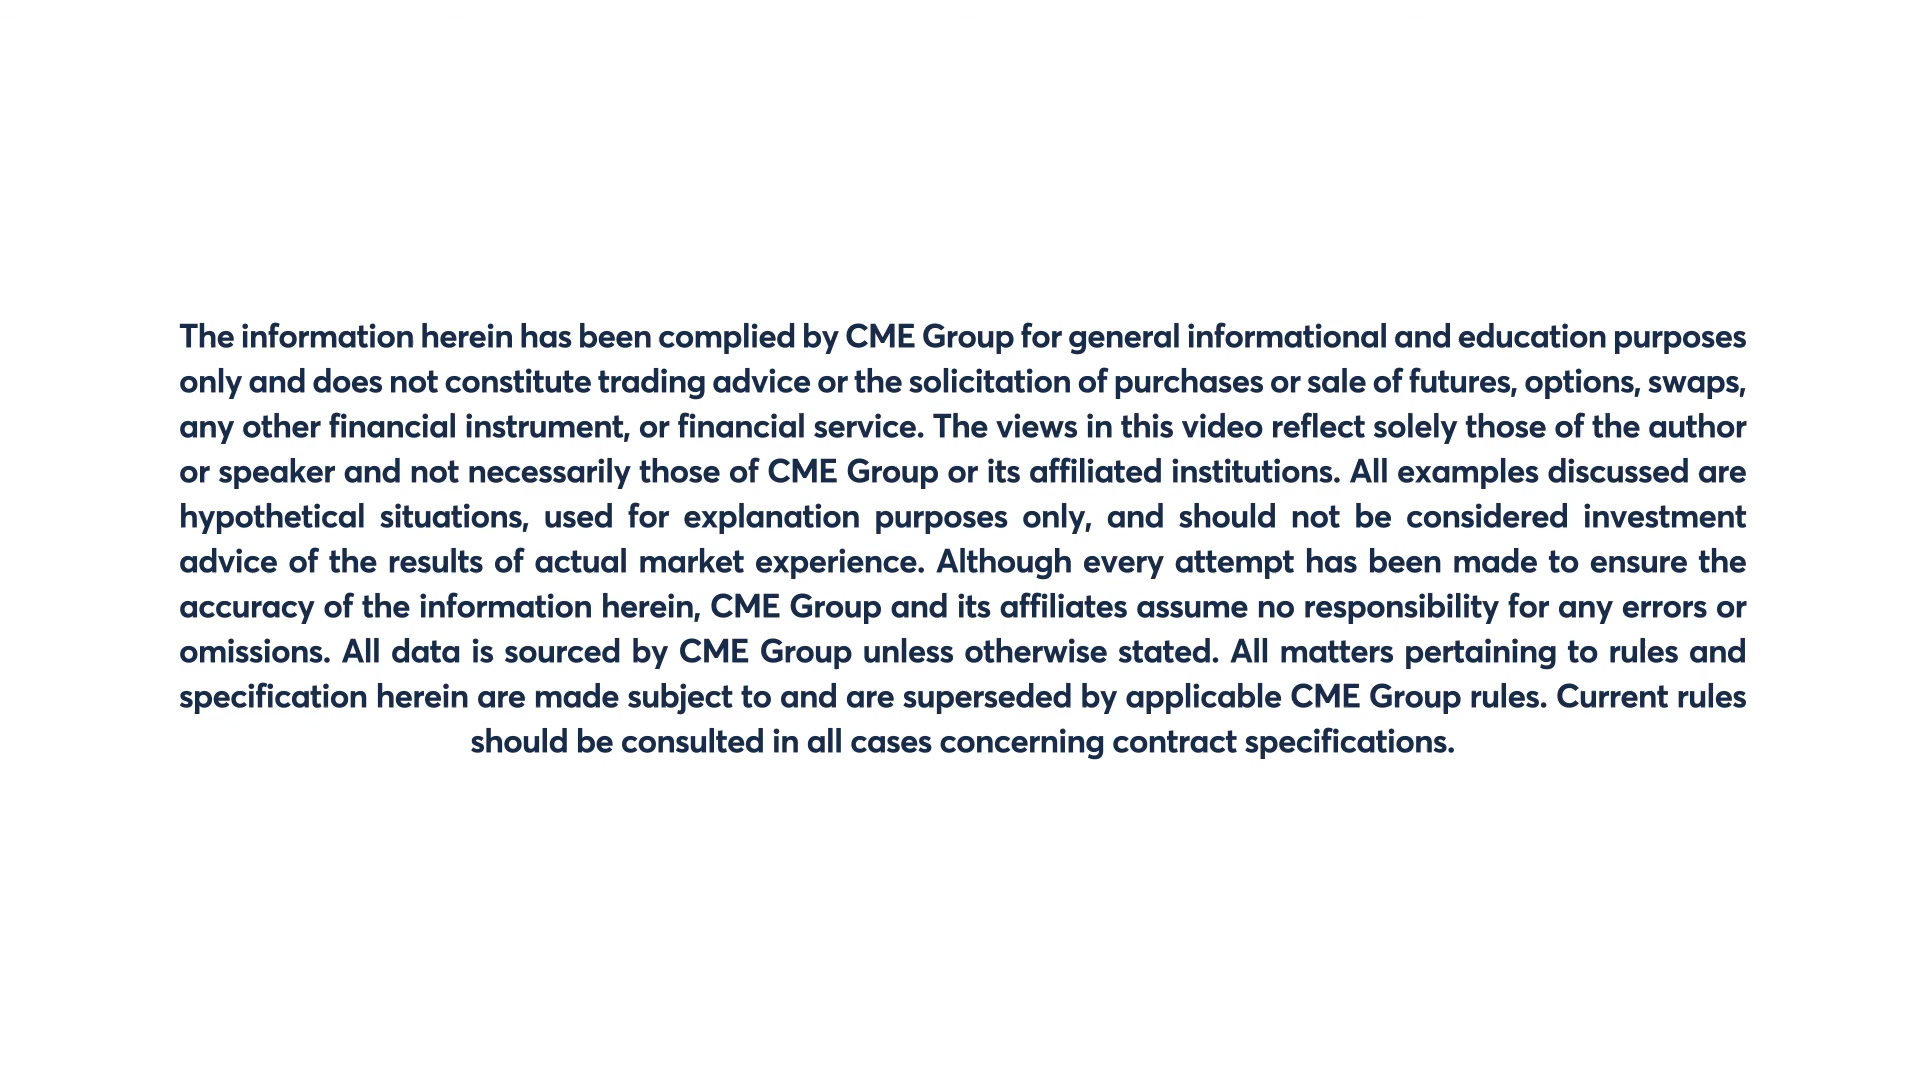 The information herein has been complied by CME Group for general informational and education purposes
only and does not constitute trading advice or the solicitation of purchases or sale of futures, options, swaps,
any other financial instrument, or financial service. The views in this video reflect solely those of the author
or speaker and not necessarily those of CME Group or its affiliated institutions. All examples discussed are
hypothetical situations, used for explanation purposes only, and should not be considered investment
advice of the results of actual market experience. Although every attempt has been made to ensure the
accuracy of the information herein, CME Group and its affiliates assume no responsibility for any errors or
omissions. All data is sourced by CME Group unless otherwise stated. All matters pertaining to rules and
specification herein are made subject to and are superseded by applicable CME Group rules. Current rules
should be consulted in all cases concerning contract specifications.